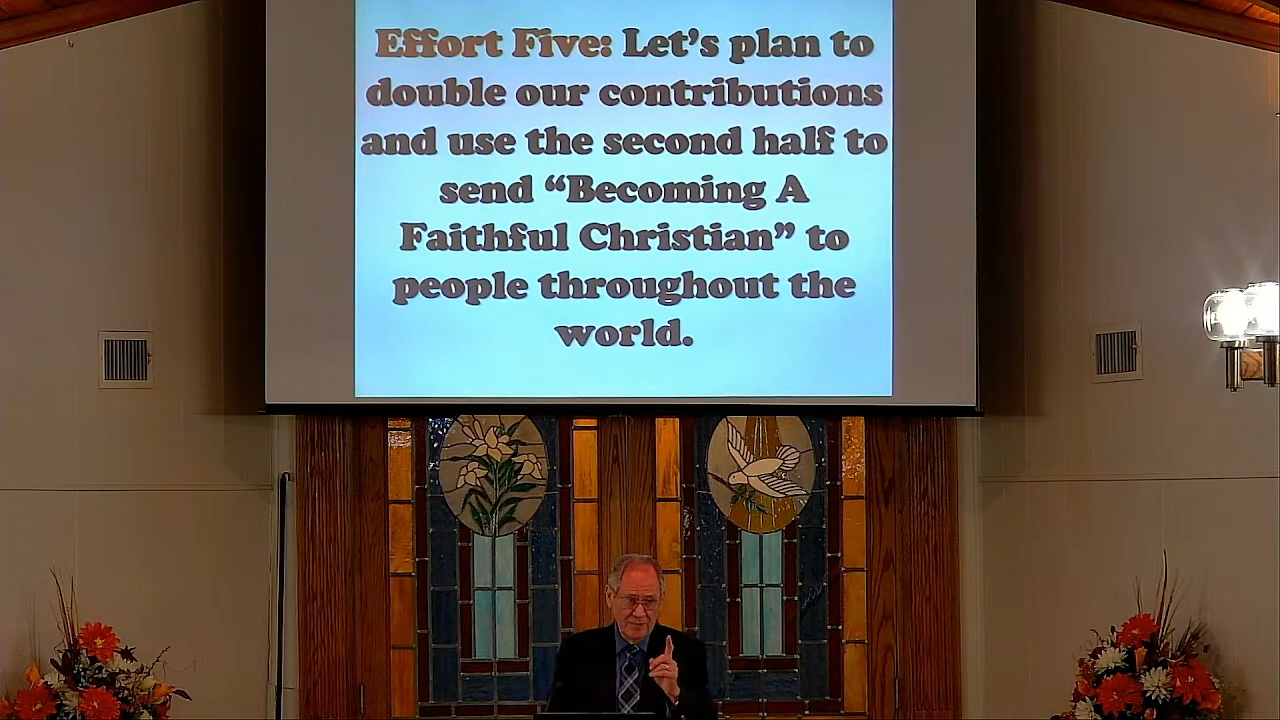 Effort Five: Let’s plan to
double our contributions
and use the second half to
send “Becoming A
Faithful Christian” to
people throughout the
world.